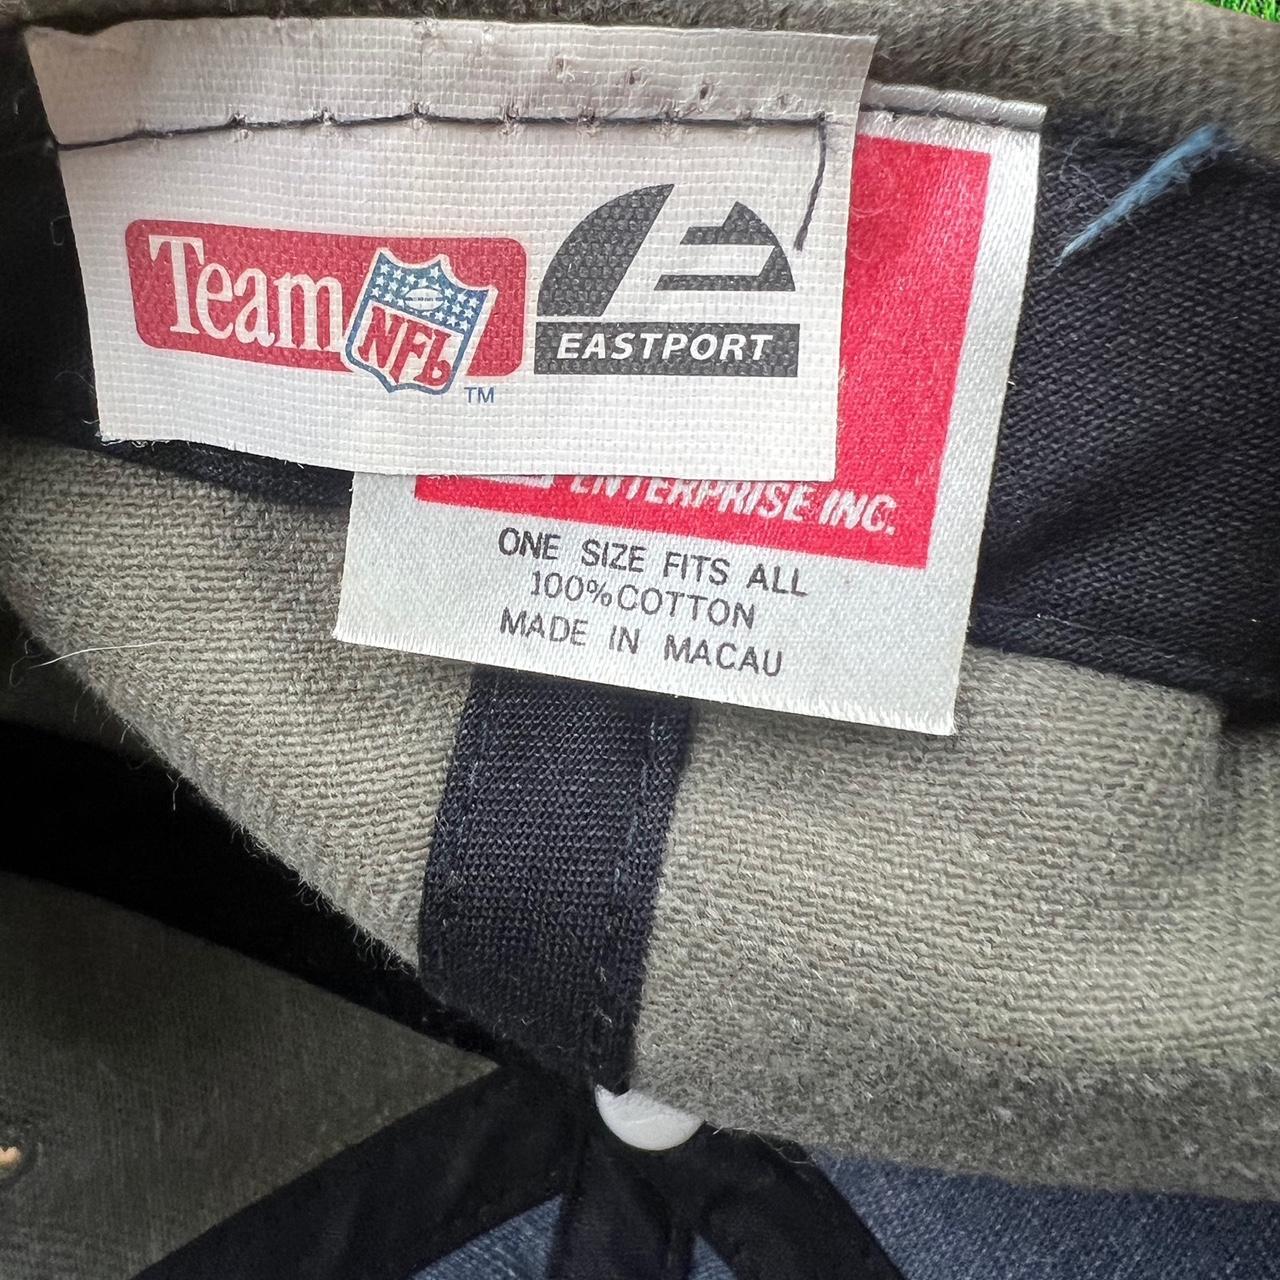 Team NFL TM
EASTPORT
ENTERPRISE INC.
ONE SIZE FITS ALL
100% COTTON
MADE IN MACAU